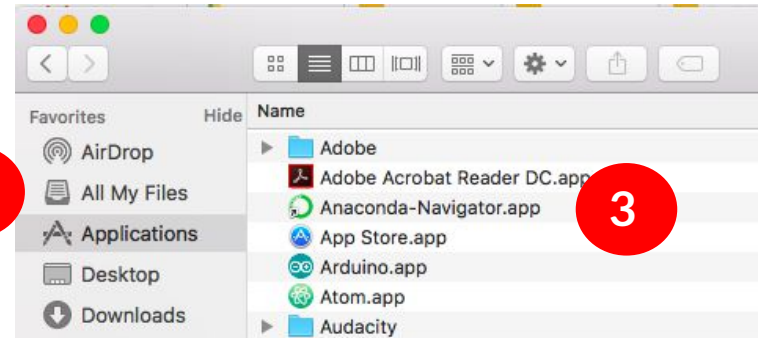 Favorites Hide
AirDrop
All My Files
Applications
Desktop
Downloads
Name
Adobe
Adobe Acrobat Reader DC.app
Anaconda-Navigator.app
3
App Store.app
Arduino.app
Atom.app
Audacity